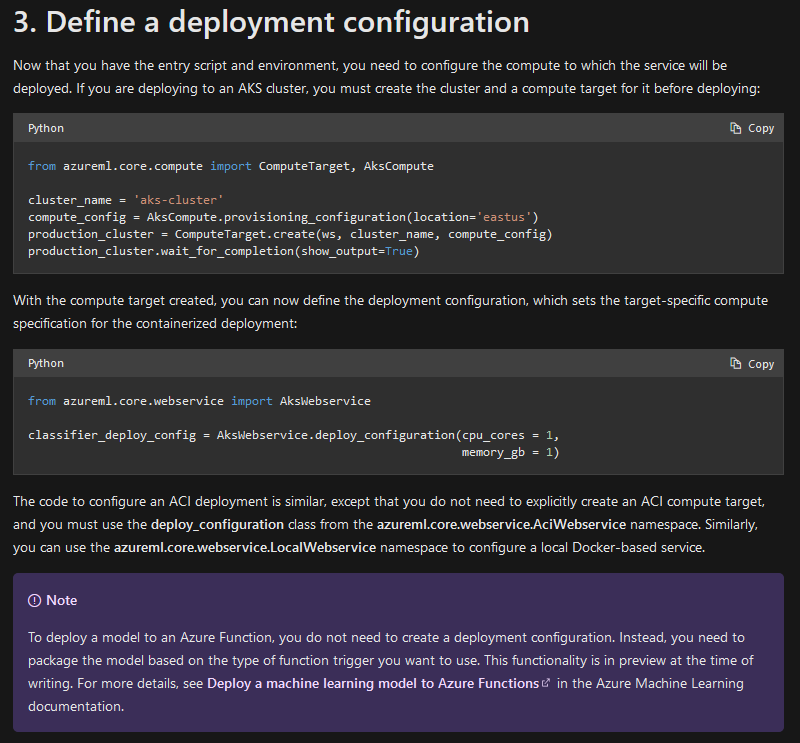 3. Define a deployment configuration
Now that you have the entry script and environment, you need to configure the compute to which the service will be
deployed. If you are deploying to an AKS cluster, you must create the cluster and a compute target for it before deploying:
Python
Copy
from azureml.core.compute import ComputeTarget, AksCompute
cluster_name = 'aks-cluster'
compute_config = AksCompute.provisioning_configuration(location='eastus')
production_cluster = ComputeTarget.create(ws, cluster_name, compute_config)
production_cluster.wait_for_completion(show_output=True)
With the compute target created, you can now define the deployment configuration, which sets the target-specific compute
specification for the containerized deployment:
Python
Copy
from azureml.core.webservice import AksWebservice
classifier_deploy_config = AksWebservice.deploy_configuration(cpu_cores = 1,
memory_gb = 1)
The code to configure an ACI deployment is similar, except that you do not need to explicitly create an ACI compute target,
and you must use the deploy_configuration class from the azureml.core.webservice.AciWebservice namespace. Similarly,
you can use the azureml.core.webservice.LocalWebservice namespace to configure a local Docker-based service.
Note
To deploy a model to an Azure Function, you do not need to create a deployment configuration. Instead, you need to
package the model based on the type of function trigger you want to use. This functionality is in preview at the time of
writing. For more details, see Deploy a machine learning model to Azure Functions in the Azure Machine Learning
documentation.